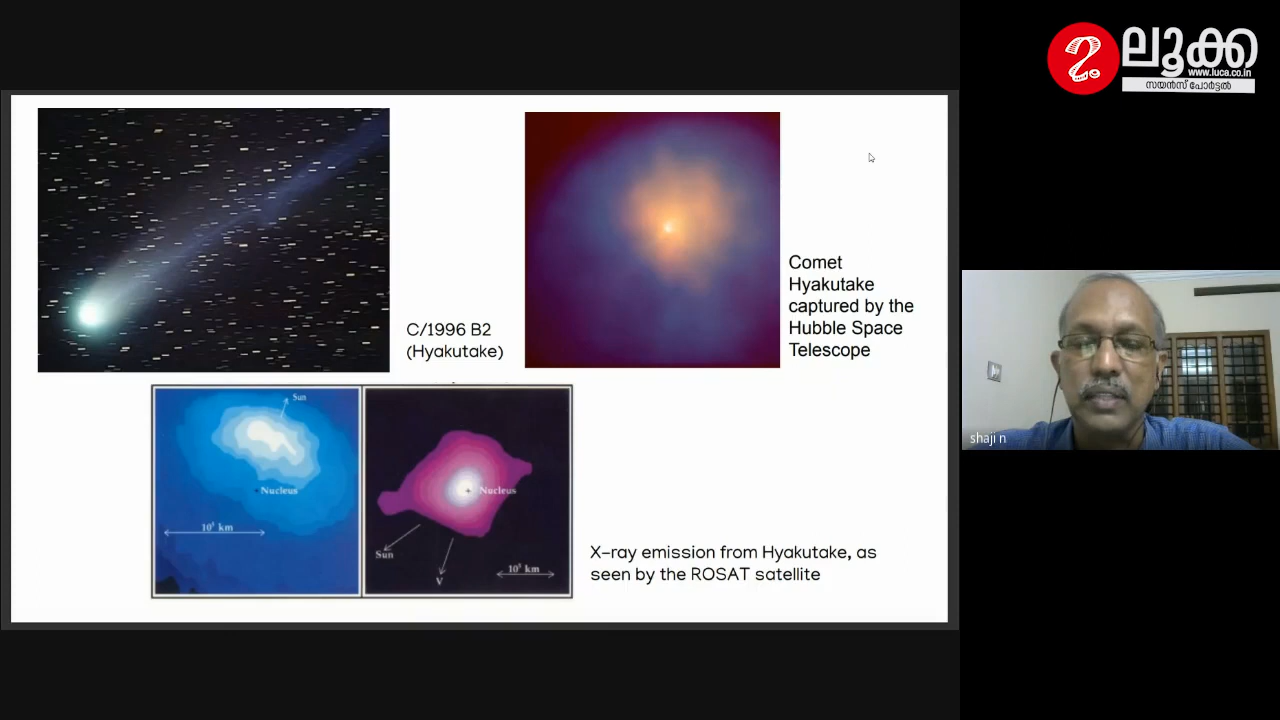 2.
ലൂക്ക
www.luca.co.in
സയൻസ് പോർട്ടൽ
C/1996 B2
(Hyakutake)
Comet
Hyakutake
captured by the
Hubble Space
Telescope
Sun
Nucleus
10⁵ km
Nucleus
Sun
V
10⁵ km
X-ray emission from Hyakutake, as
seen by the ROSAT satellite
shaji n